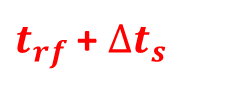 t_rf + Δt_s